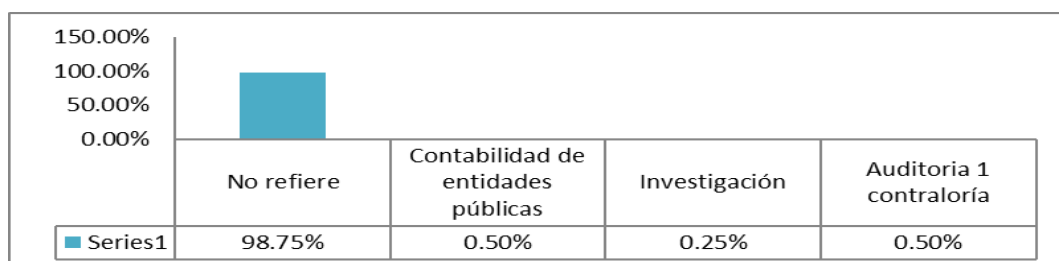 150.00%
100.00%
50.00%
0.00%
No refiere
Contabilidad de
entidades
públicas
Investigación
Auditoria 1
contraloría
Series1 98.75% 0.50% 0.25% 0.50%